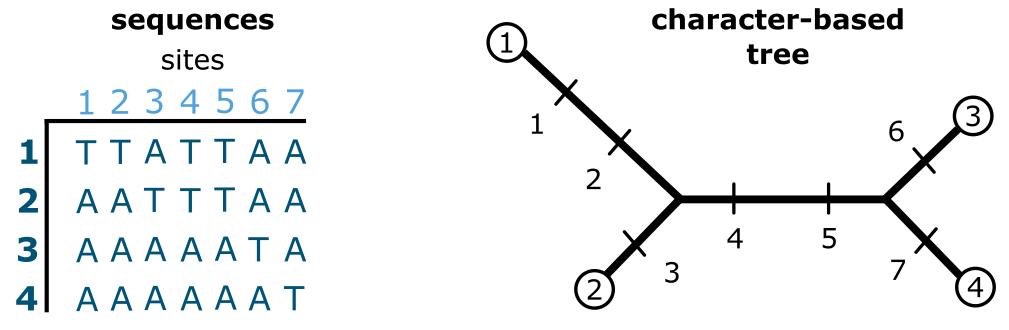 sequences
sites
1 2 3 4 5 6 7
1 T T A T T A A
2 A A T T T A A
3 A A A A A T A
4 A A A A A A T
character-based
tree
1
3
6
1
2
4
5
3
7
2
4